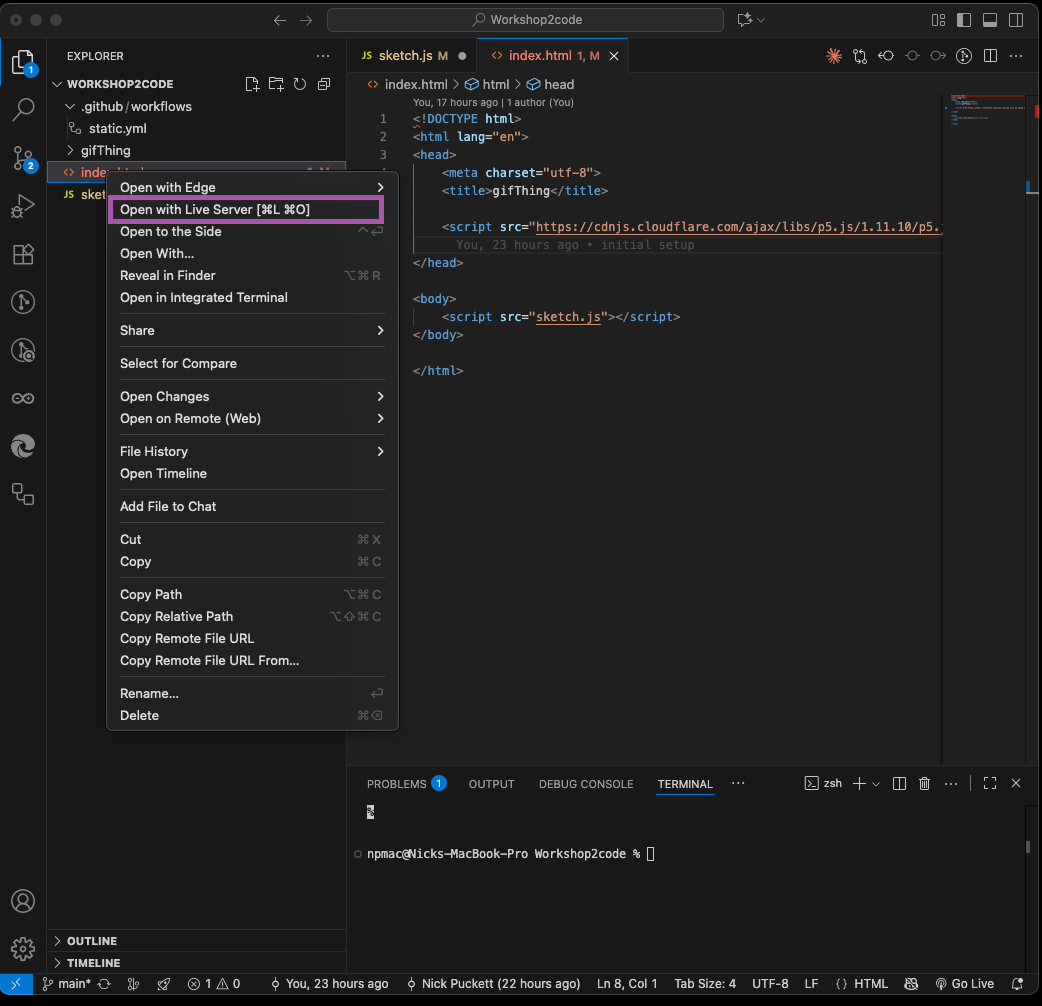 Workshop2code
EXPLORER
sketch.js M
index.html 1, M
WORKSHOP2CODE
index.html > html > head
.github/workflows
You, 17 hours ago | 1 author (You)
static.yml
1 <!DOCTYPE html>
gifThing
2 <html lang="en">
3 <head>
<meta charset="utf-8">
<title>gifThing</title>
<script src="https://cdnjs.cloudflare.com/ajax/libs/p5.js/1.11.10/p5.
You, 23 hours ago • initial setup
</head>
<body>
<script src="sketch.js"></script>
</body>
</html>
JS
Open with Edge
Open with Live Server [⌘L ⌘O]
Open to the Side ^⏎
Open With...
Reveal in Finder ⌥⌘R
Open in Integrated Terminal
Share
Select for Compare
Open Changes
Open on Remote (Web)
File History
Open Timeline
Add File to Chat
Cut ⌘X
Copy ⌘C
Copy Path ⌥⌘C
Copy Relative Path ⌥⇧⌘C
Copy Remote File URL
Copy Remote File URL From...
Rename... ⏎
Delete ⌘⌫
PROBLEMS 1 OUTPUT DEBUG CONSOLE TERMINAL zsh
%
npmac@Nicks-MacBook-Pro Workshop2code %
OUTLINE
TIMELINE
main* 1 0 You, 23 hours ago Nick Puckett (22 hours ago) Ln 8, Col 1 Tab Size: 4 UTF-8 LF {} HTML Go Live
1
2